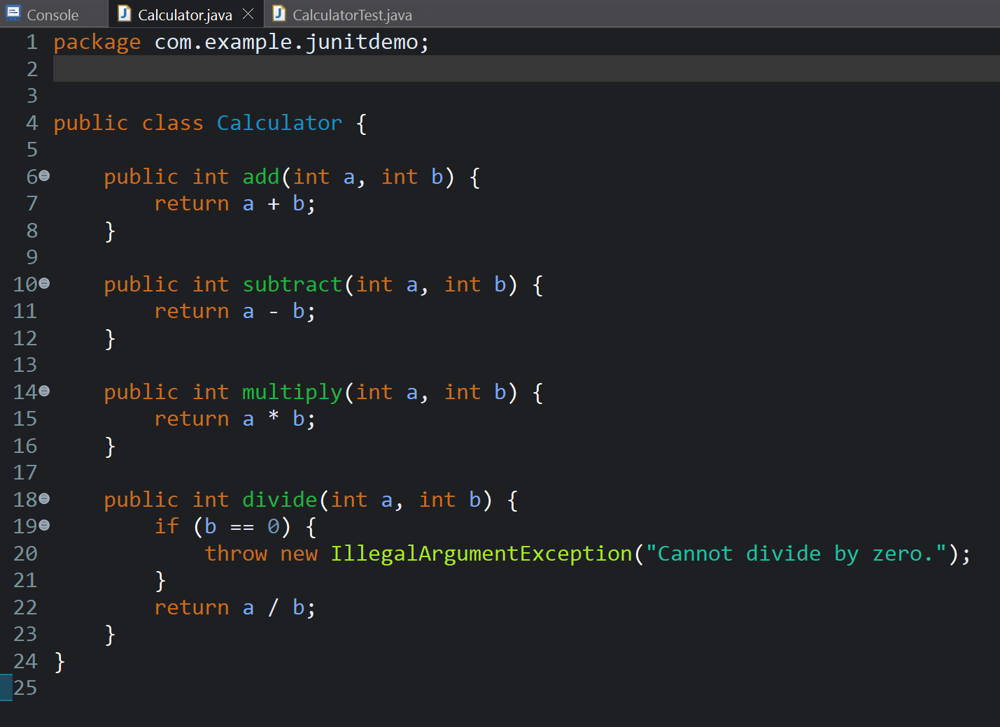 Console Calculator.java CalculatorTest.java
1 package com.example.junitdemo;
2
3
4 public class Calculator {
5
6     public int add(int a, int b) {
7         return a + b;
8     }
9
10     public int subtract(int a, int b) {
11         return a - b;
12     }
13
14     public int multiply(int a, int b) {
15         return a * b;
16     }
17
18     public int divide(int a, int b) {
19         if (b == 0) {
20             throw new IllegalArgumentException("Cannot divide by zero.");
21         }
22         return a / b;
23     }
24 }
25